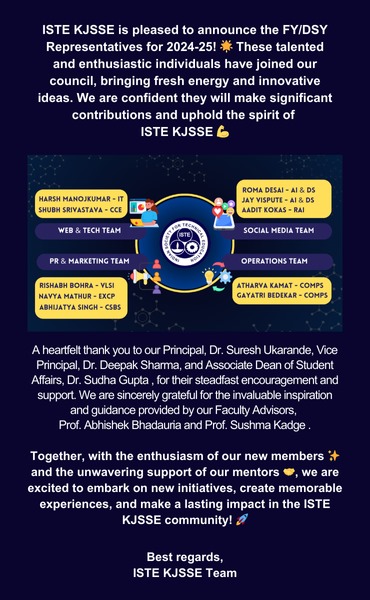 ISTE KJSSE is pleased to announce the FY/DSY
Representatives for 2024-25! 🌟 These talented
and enthusiastic individuals have joined our
council, bringing fresh energy and innovative
ideas. We are confident they will make significant
contributions and uphold the spirit of
ISTE KJSSE 💪
HARSH MANOJKUMAR - IT
SHUBH SRIVASTAVA - CCE
WEB & TECH TEAM
ROMA DESAI - AI & DS
JAY VISPUTE - AI & DS
AADIT KOKAS - RAI
SOCIAL MEDIA TEAM
INDIAN SOCIETY FOR TECHNICAL EDUCATION
ISTE
PR & MARKETING TEAM
RISHABH BOHRA - VLSI
NAVYA MATHUR - EXCP
ABHIJATYA SINGH - CSBS
OPERATIONS TEAM
ATHARVA KAMAT - COMPS
GAYATRI BEDEKAR - COMPS
A heartfelt thank you to our Principal, Dr. Suresh Ukarande, Vice
Principal, Dr. Deepak Sharma, and Associate Dean of Student
Affairs, Dr. Sudha Gupta , for their steadfast encouragement and
support. We are sincerely grateful for the invaluable inspiration
and guidance provided by our Faculty Advisors,
Prof. Abhishek Bhadauria and Prof. Sushma Kadge .
Together, with the enthusiasm of our new members ✨
and the unwavering support of our mentors 🤝, we are
excited to embark on new initiatives, create memorable
experiences, and make a lasting impact in the ISTE
KJSSE community! 🚀
Best regards,
ISTE KJSSE Team